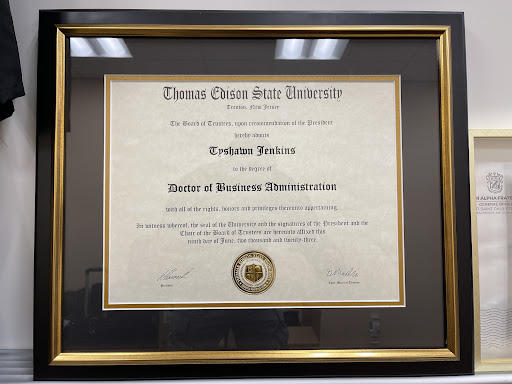 Thomas Edison State University
Trenton, New Jersey
The Board of Trustees, upon recommendation of the President
hereby admits
Tyshawn Jenkins
to the degree of
Doctor of Business Administration
with all of the rights, honors and privileges thereunto appertaining.
In witness whereof, the seal of the University and the signatures of the President and the
Chair of the Board of Trustees are hereunto affixed this
ninth day of June, two thousand and twenty-three.
President